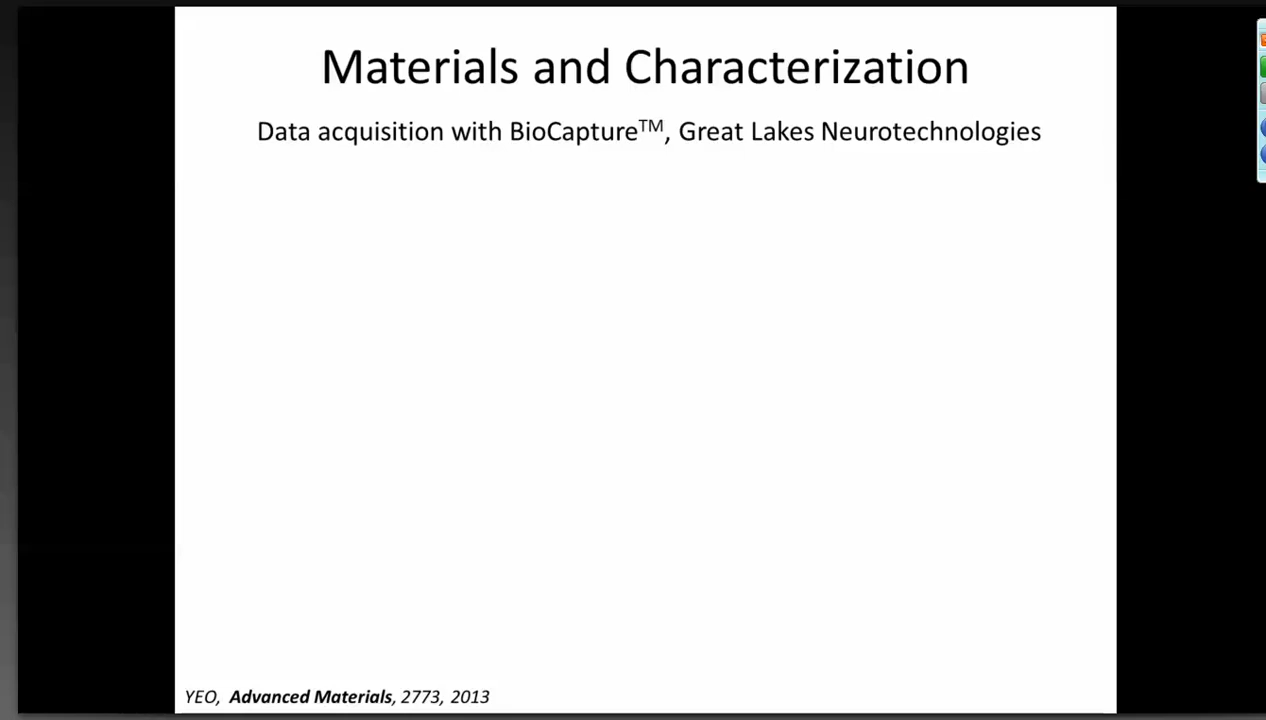 Materials and Characterization
Data acquisition with BioCapture™, Great Lakes Neurotechnologies
YEO, Advanced Materials, 2773, 2013